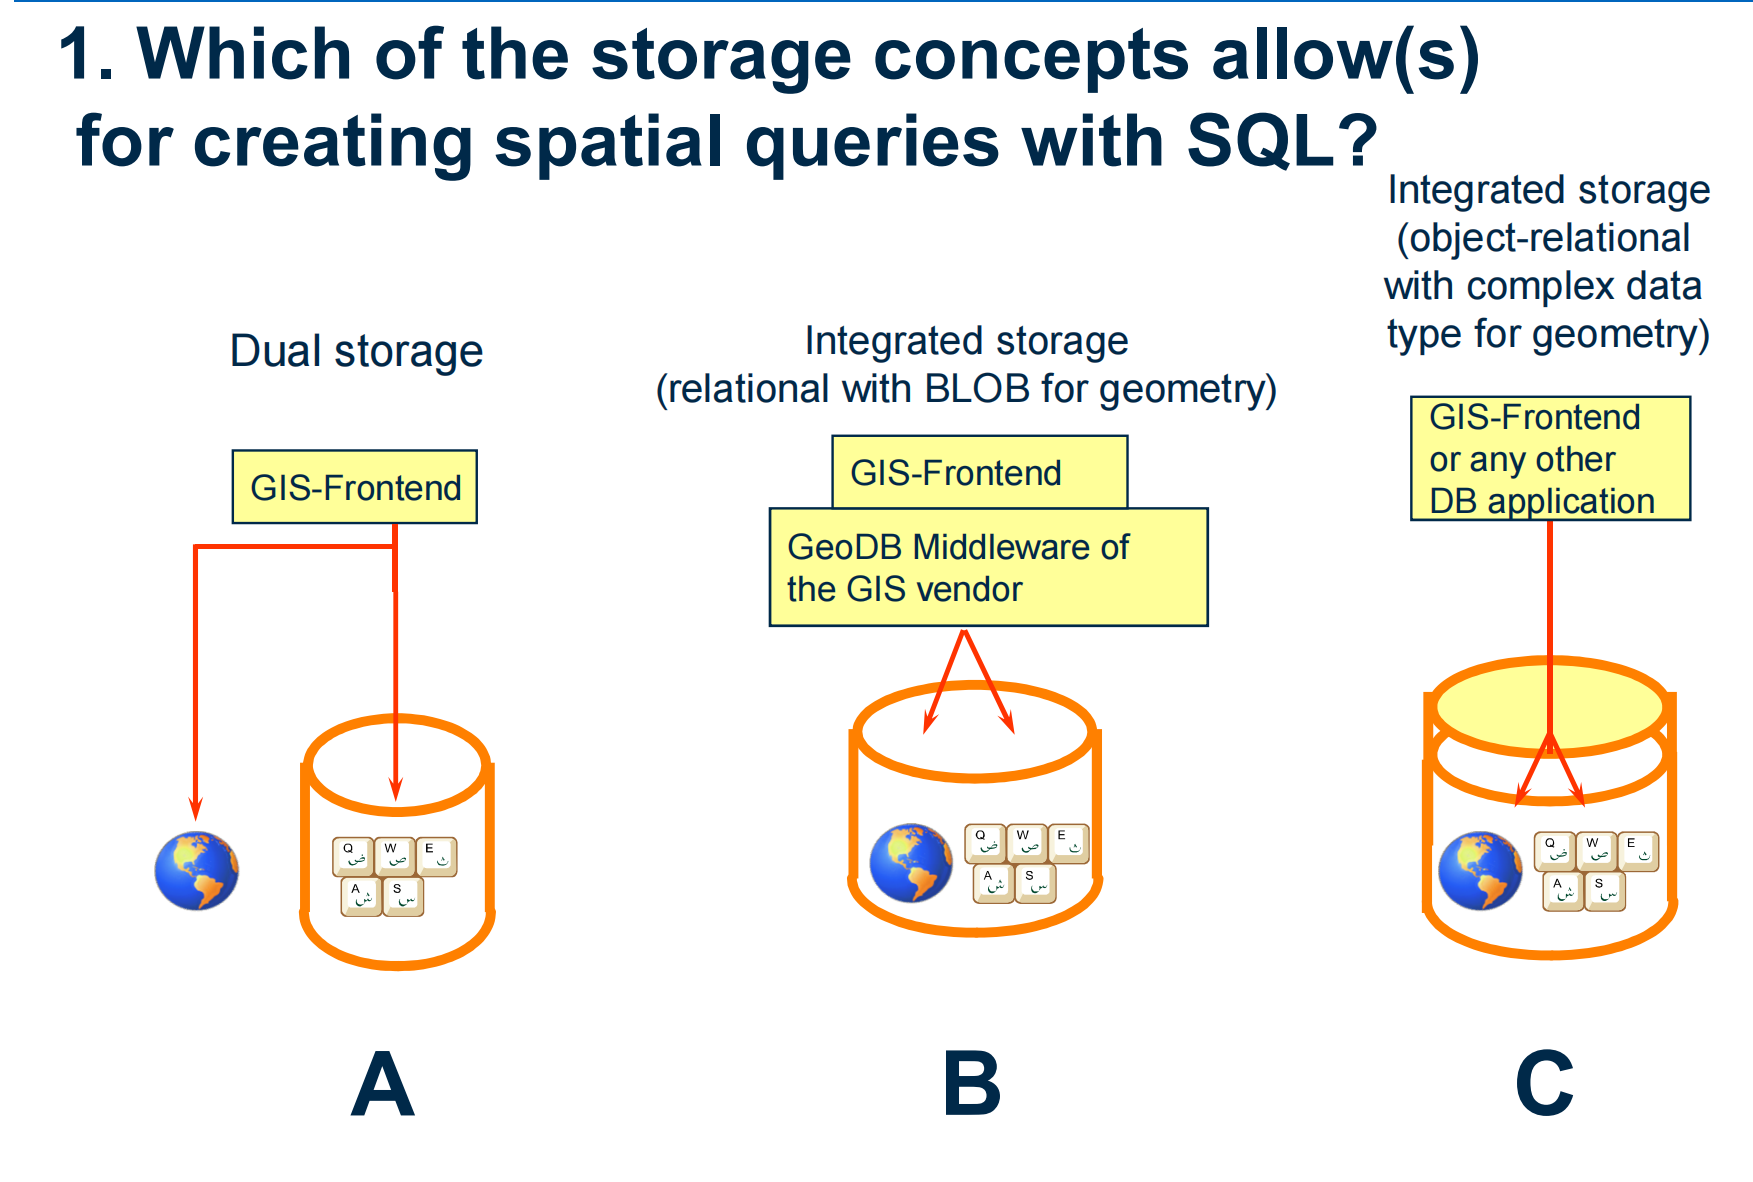 1. Which of the storage concepts allow(s)
for creating spatial queries with SQL?
Dual storage
GIS-Frontend
Q ض W ص E ث
A ش S س
A
Integrated storage
(relational with BLOB for geometry)
GIS-Frontend
GeoDB Middleware of
the GIS vendor
Q ض W ص E ث
A ش S س
B
Integrated storage
(object-relational
with complex data
type for geometry)
GIS-Frontend
or any other
DB application
Q ض W ص E ث
A ش S س
C